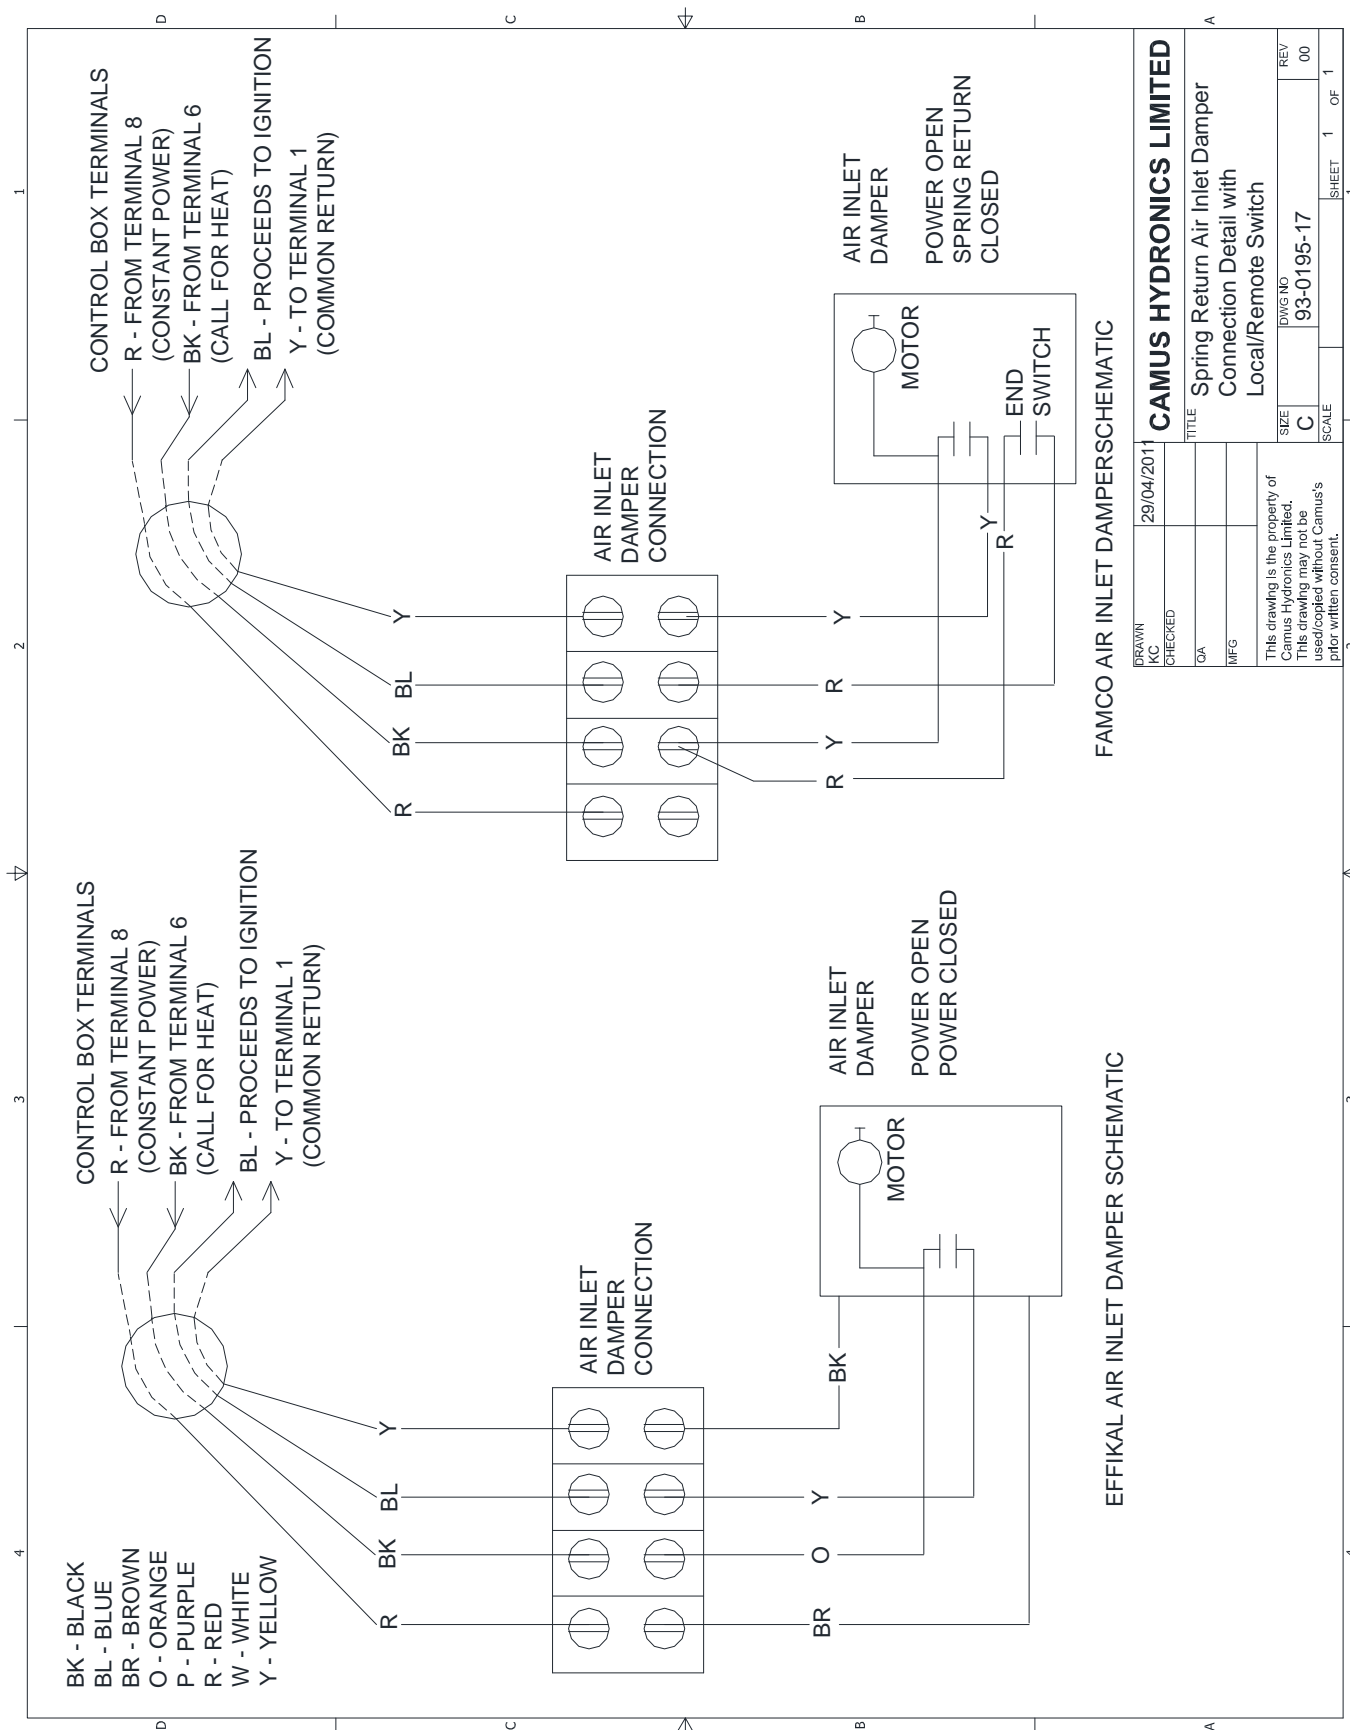 BK - BLACK
BL - BLUE
BR - BROWN
O - ORANGE
P - PURPLE
R - RED
W - WHITE
Y - YELLOW
CONTROL BOX TERMINALS
R - FROM TERMINAL 8
(CONSTANT POWER)
BK - FROM TERMINAL 6
(CALL FOR HEAT)
BL - PROCEEDS TO IGNITION
Y - TO TERMINAL 1
(COMMON RETURN)
R
BK
BL
Y
AIR INLET
DAMPER
CONNECTION
BR
O
Y
BK
MOTOR
AIR INLET
DAMPER
POWER OPEN
POWER CLOSED
EFFIKAL AIR INLET DAMPER SCHEMATIC
CONTROL BOX TERMINALS
R - FROM TERMINAL 8
(CONSTANT POWER)
BK - FROM TERMINAL 6
(CALL FOR HEAT)
BL - PROCEEDS TO IGNITION
Y - TO TERMINAL 1
(COMMON RETURN)
R
BK
BL
Y
AIR INLET
DAMPER
CONNECTION
R
Y
R
Y
R
Y
MOTOR
END
SWITCH
AIR INLET
DAMPER
POWER OPEN
SPRING RETURN
CLOSED
FAMCO AIR INLET DAMPERSCHEMATIC
DRAWN
KC
29/04/2011
CHECKED
QA
MFG
This drawing is the property of
Camus Hydronics Limited.
This drawing may not be
used/copied without Camus's
prior written consent.
CAMUS HYDRONICS LIMITED
TITLE
Spring Return Air Inlet Damper
Connection Detail with
Local/Remote Switch
SIZE
C
DWG NO
93-0195-17
REV
00
SCALE
SHEET 1 OF 1
4
3
2
1
D
C
B
A
D
C
B